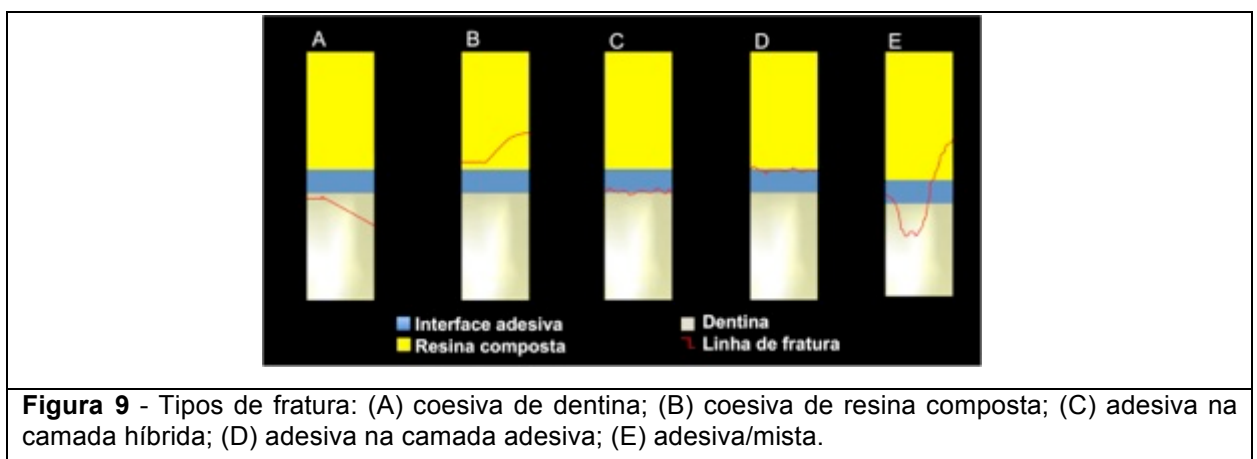 A B C D E
Interface adesiva Dentina
Resina composta Linha de fratura
Figura 9 - Tipos de fratura: (A) coesiva de dentina; (B) coesiva de resina composta; (C) adesiva na
camada híbrida; (D) adesiva na camada adesiva; (E) adesiva/mista.